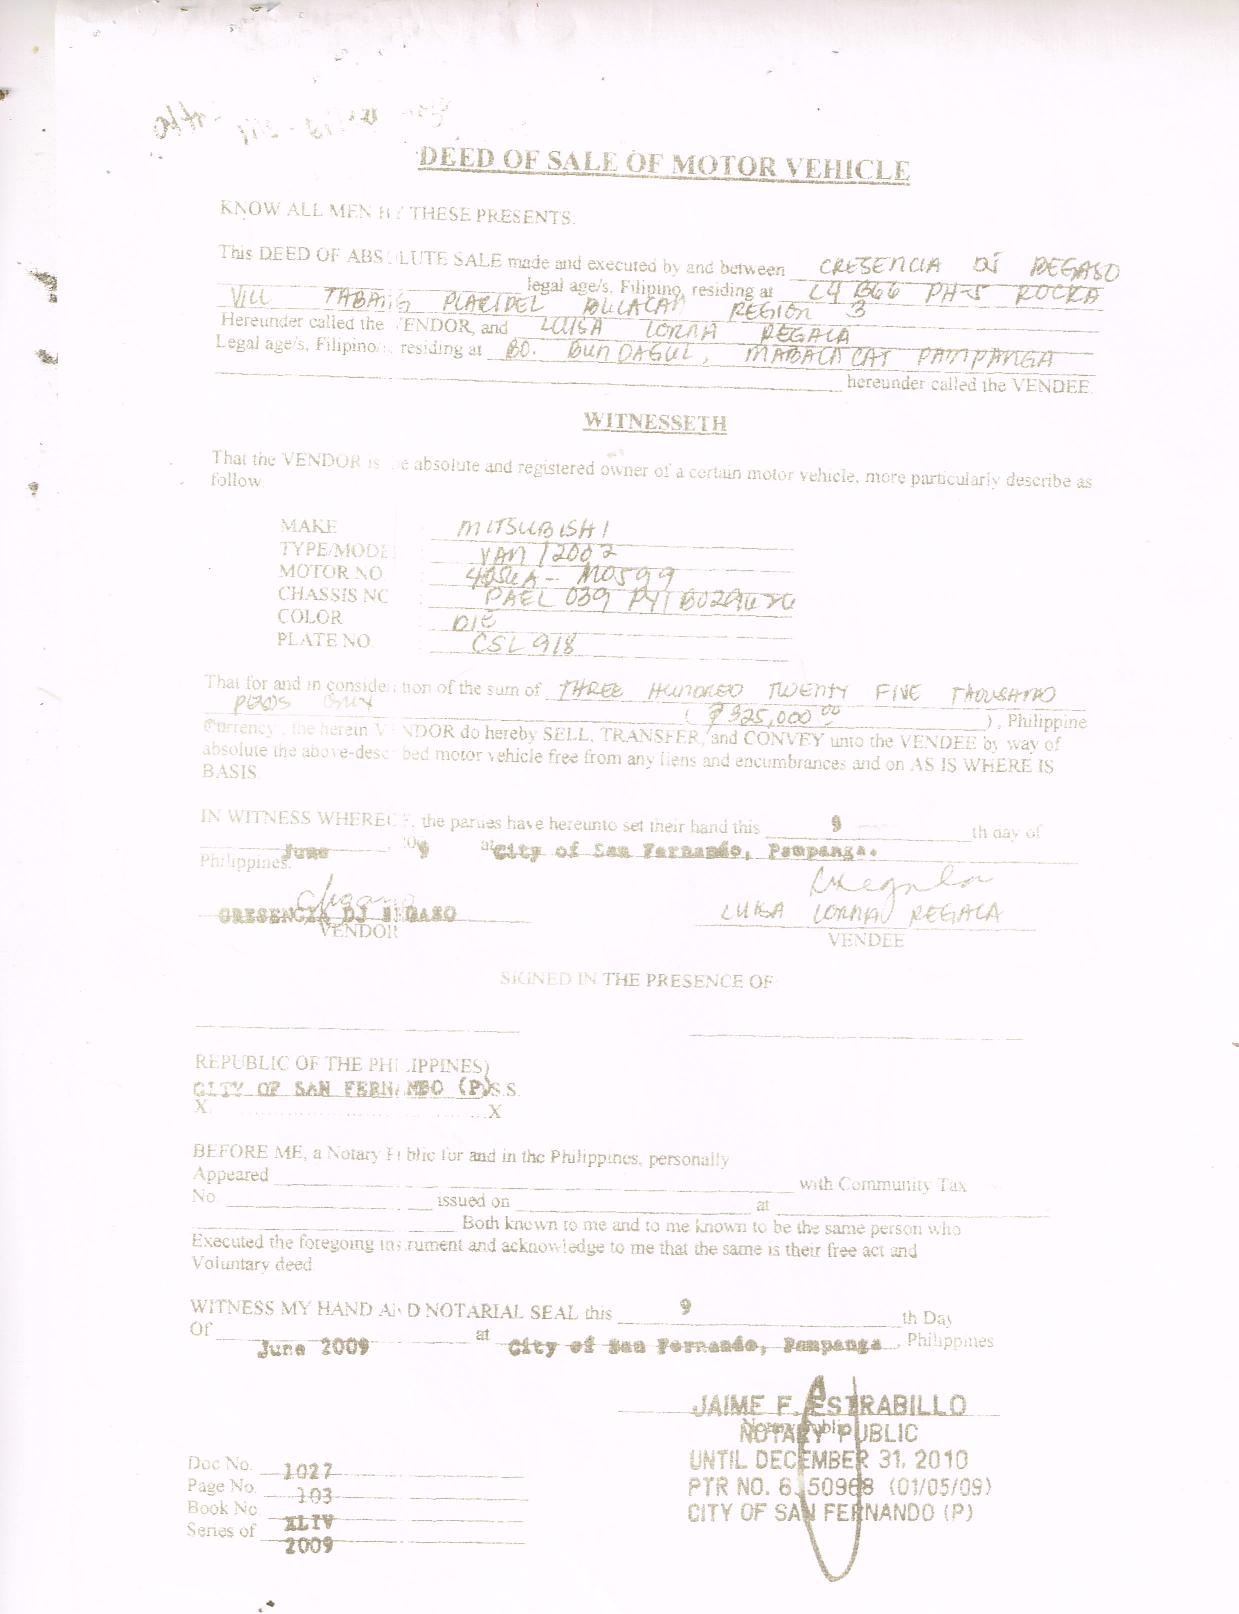 DEED OF SALE OF MOTOR VEHICLE
KNOW ALL MEN BY THESE PRESENTS.
This DEED OF ABSOLUTE SALE made and executed by and between CRESENCIA DJ REGASO
legal age/s, Filipino, residing at L4 B66 PH-5 ROCKA
VILL TABANG PLARIDEL BULACAN REGION 3
Hereunder called the VENDOR, and LUISA LORNA REGALA
Legal age/s, Filipino/s, residing at BO. BUNDAGUL, MABALACAT PAMPANGA
hereunder called the VENDEE.
WITNESSETH
That the VENDOR is the absolute and registered owner of a certain motor vehicle, more particularly describe as
follow
MAKE MITSUBISHI
TYPE/MODEL VAN / 2002
MOTOR NO
CHASSIS NO
COLOR
PLATE NO. CSL 918
That for and in consideration of the sum of THREE HUNDRED TWENTY FIVE THOUSAND
PESOS ONLY (₱325,000.00), Philippine
Currency, the herein VENDOR do hereby SELL, TRANSFER, and CONVEY unto the VENDEE by way of
absolute the above-described motor vehicle free from any liens and encumbrances and on AS IS WHERE IS
BASIS.
IN WITNESS WHEREOF, the parties have hereunto set their hand this 9 th day of
June, 2009 at City of San Fernando, Pampanga.
Philippines.
CRESENCIA DJ REGASO LUISA LORNA REGALA
VENDOR VENDEE
SIGNED IN THE PRESENCE OF
REPUBLIC OF THE PHILIPPINES)
CITY OF SAN FERNANDO (P)S.S.
X X
BEFORE ME, a Notary Public for and in the Philippines, personally
Appeared with Community Tax
No issued on at
Both known to me and to me known to be the same person who
Executed the foregoing instrument and acknowledge to me that the same is their free act and
Voluntary deed.
WITNESS MY HAND AND NOTARIAL SEAL this 9 th Day
Of June 2009 at City of San Fernando, Pampanga, Philippines
JAIME F. ESTRABILLO
NOTARY PUBLIC
UNTIL DECEMBER 31, 2010
PTR NO. (01/05/09)
CITY OF SAN FERNANDO (P)
Doc No. 1027
Page No. 103
Book No XLIV
Series of 2009